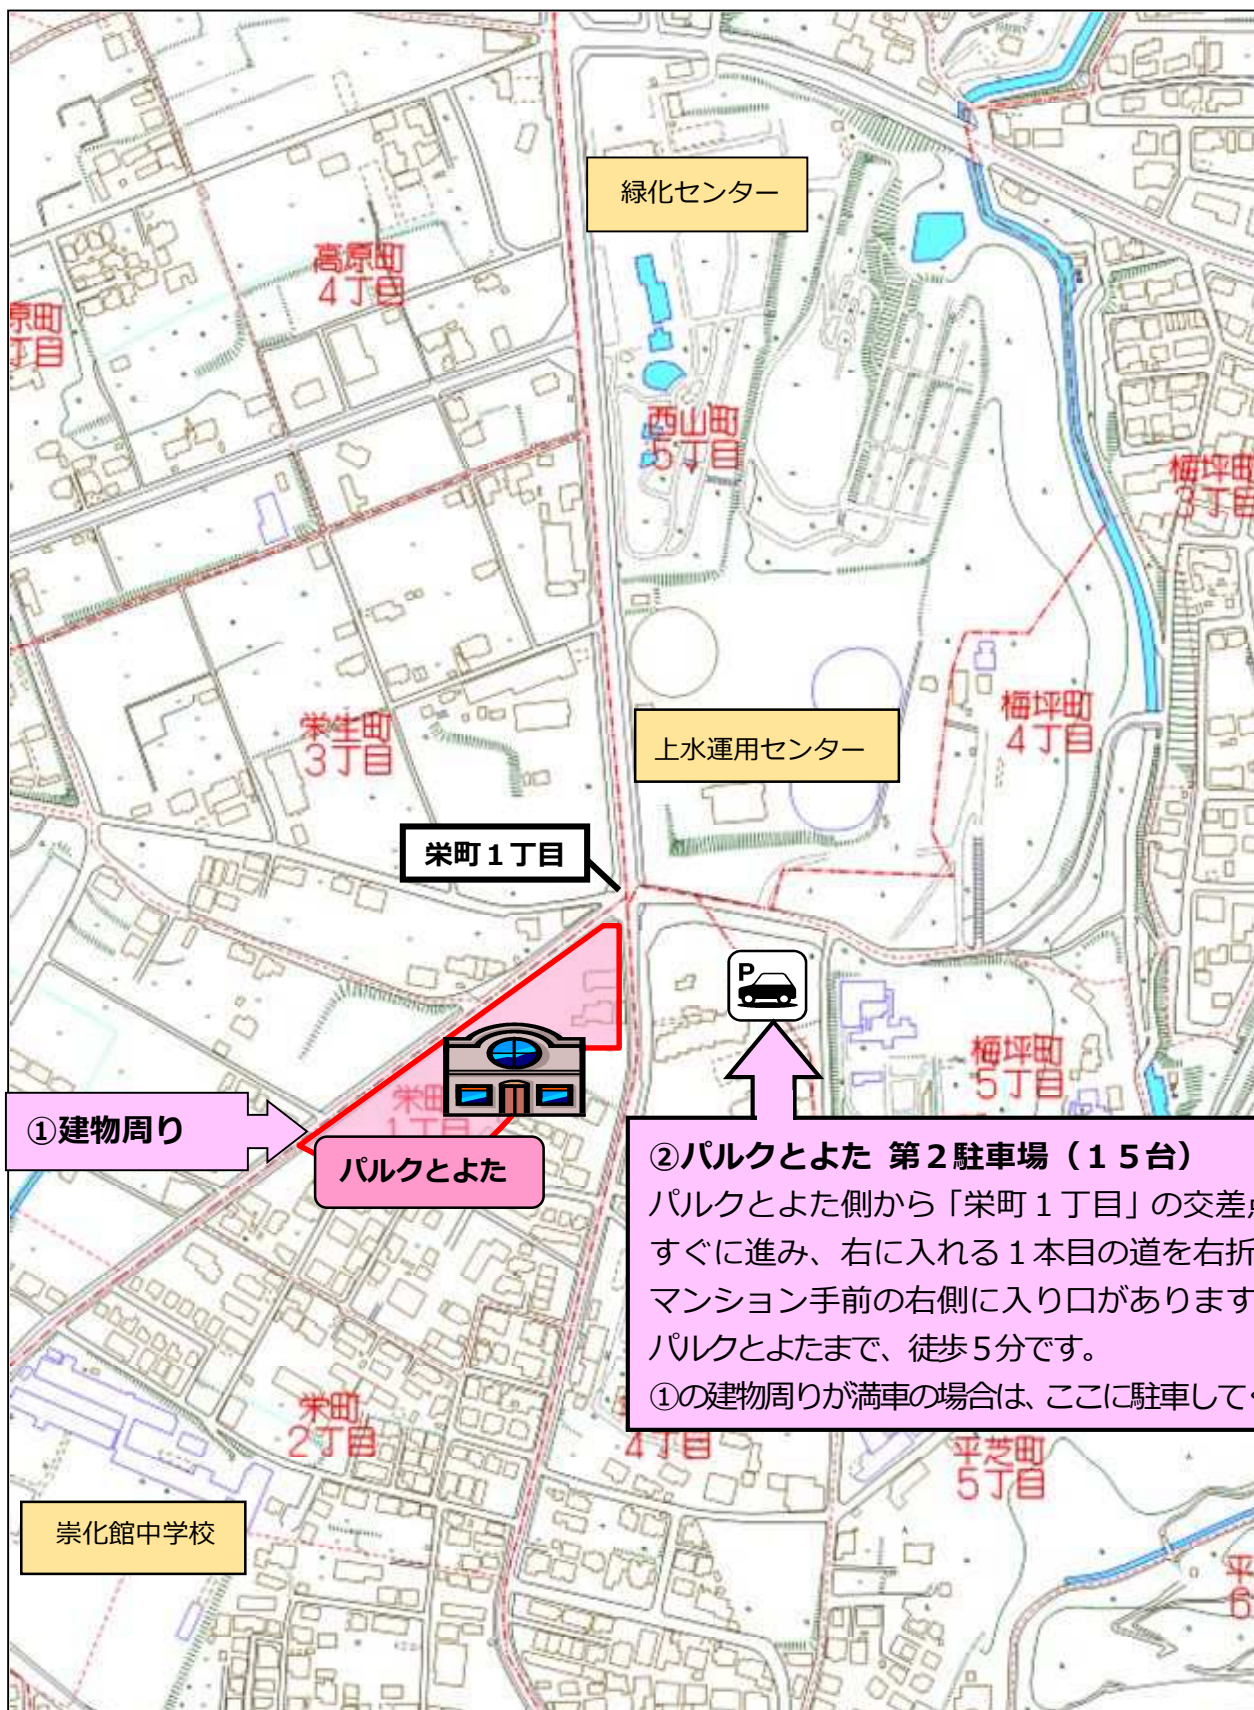 緑化センター
高原町
4丁目
原町
丁目
西山町
5丁目
梅坪町
3丁目
栄生町
3丁目
上水運用センター
梅坪町
4丁目
栄町１丁目
P
梅坪町
5丁目
栄町
1丁目
①建物周り
パルクとよた
②パルクとよた 第２駐車場（１５台）
パルクとよた側から「栄町１丁目」の交差点
すぐに進み、右に入れる１本目の道を右折
マンション手前の右側に入り口があります
パルクとよたまで、徒歩５分です。
①の建物周りが満車の場合は、ここに駐車して
栄町
2丁目
4丁目
平芝町
5丁目
崇化館中学校
平
6